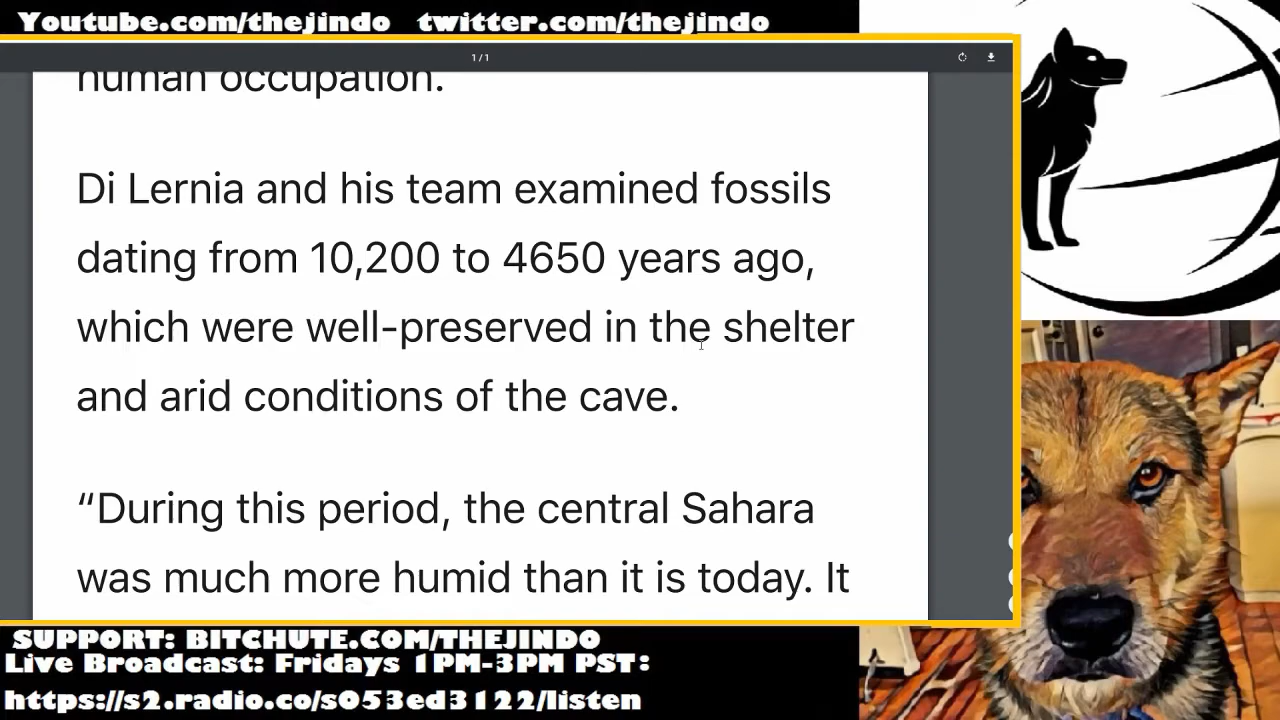 Youtube.com/thejindo twitter.com/thejindo
1/1
human occupation.
Di Lernia and his team examined fossils
dating from 10,200 to 4650 years ago,
which were well-preserved in the shelter
and arid conditions of the cave.
“During this period, the central Sahara
was much more humid than it is today. It
SUPPORT: BITCHUTE.COM/THEJINDO
Live Broadcast: Fridays 1PM-3PM PST:
https://s2.radio.co/s053ed3122/listen